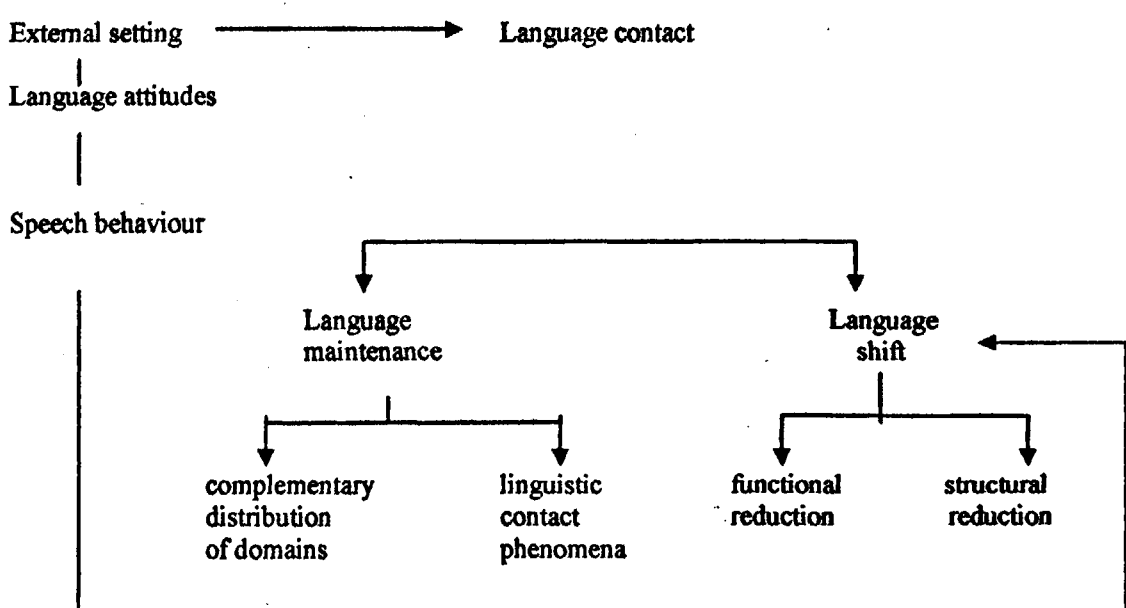 External setting Language contact
Language attitudes
Speech behaviour
Language
maintenance
Language
shift
complementary
distribution
of domains
linguistic
contact
phenomena
functional
reduction
structural
reduction